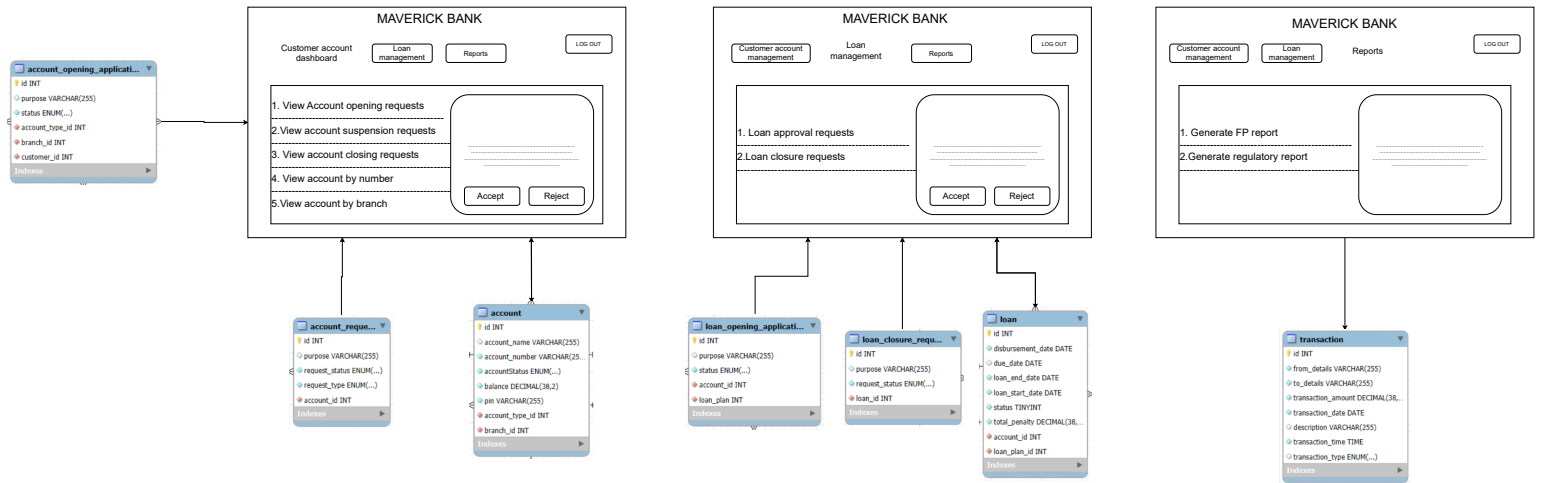 MAVERICK BANK
Customer account
dashboard
Loan
management
Reports
LOG OUT
1. View Account opening requests
2.View account suspension requests
3. View account closing requests
4. View account by number
5.View account by branch
Accept
Reject
account_opening_applicati...
id INT
purpose VARCHAR(255)
status ENUM(...)
account_type_id INT
branch_id INT
customer_id INT
Indexes
account_reque...
id INT
purpose VARCHAR(255)
request_status ENUM(...)
request_type ENUM(...)
account_id INT
Indexes
account
id INT
account_name VARCHAR(255)
account_number VARCHAR(25...
accountStatus ENUM(...)
balance DECIMAL(38,2)
pin VARCHAR(255)
account_type_id INT
branch_id INT
Indexes
MAVERICK BANK
Customer account
management
Loan
management
Reports
LOG OUT
1. Loan approval requests
2.Loan closure requests
Accept
Reject
loan_opening_applicati...
id INT
purpose VARCHAR(255)
status ENUM(...)
account_id INT
loan_plan INT
Indexes
loan_closure_requ...
id INT
purpose VARCHAR(255)
request_status ENUM(...)
loan_id INT
Indexes
loan
id INT
disbursement_date DATE
due_date DATE
loan_end_date DATE
loan_start_date DATE
status TINYINT
total_penalty DECIMAL(38,...
account_id INT
loan_plan_id INT
Indexes
MAVERICK BANK
Customer account
management
Loan
management
Reports
LOG OUT
1. Generate FP report
2.Generate regulatory report
transaction
id INT
from_details VARCHAR(255)
to_details VARCHAR(255)
transaction_amount DECIMAL(38,...
transaction_date DATE
description VARCHAR(255)
transaction_time TIME
transaction_type ENUM(...)
Indexes